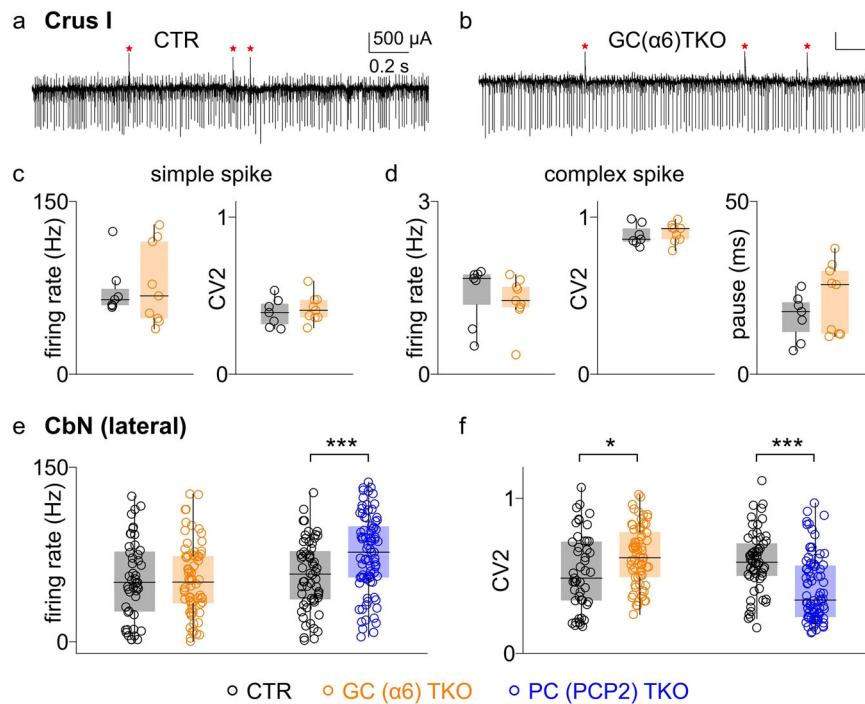 a Crus I
CTR
500 µA
0.2 s
b
GC(α6)TKO
c
simple spike
150
firing rate (Hz)
0
1
CV2
0
d
complex spike
3
firing rate (Hz)
0
1
CV2
0
50
pause (ms)
0
e CbN (lateral)
***
150
firing rate (Hz)
0
f
*
***
1
CV2
0
CTR
GC (α6) TKO
PC (PCP2) TKO